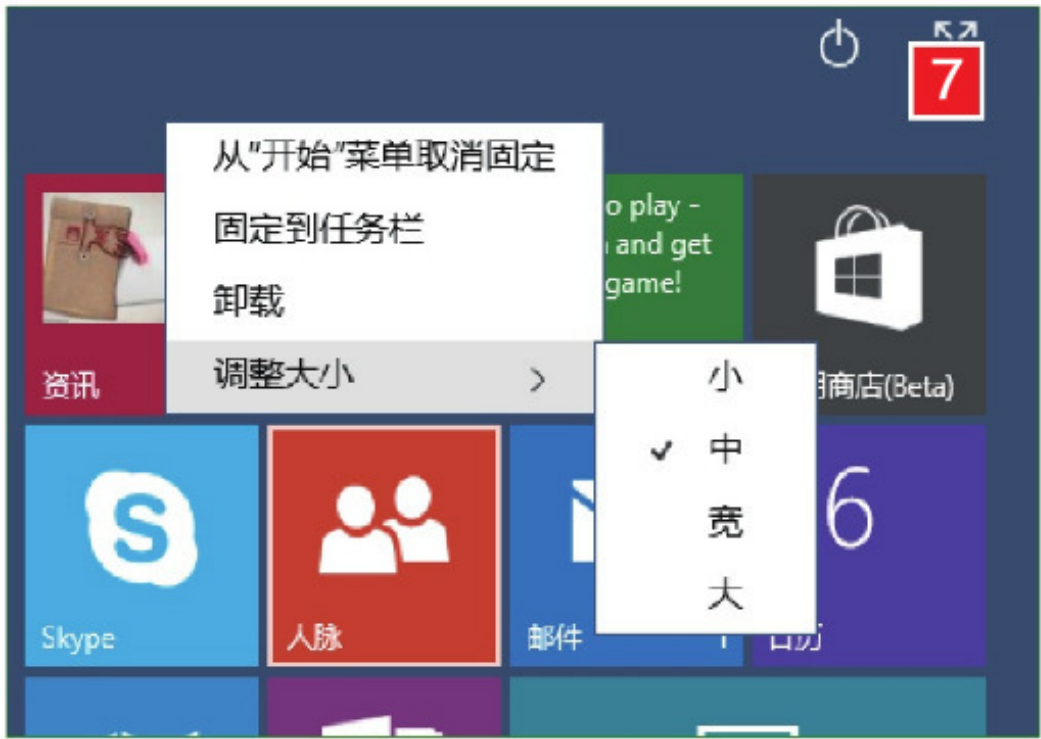 7
从"开始"菜单取消固定
固定到任务栏
卸载
调整大小
小
中
宽
大
o play -
and get
game!
资讯
商店(Beta)
6
S
Skype
人脉
邮件
日历